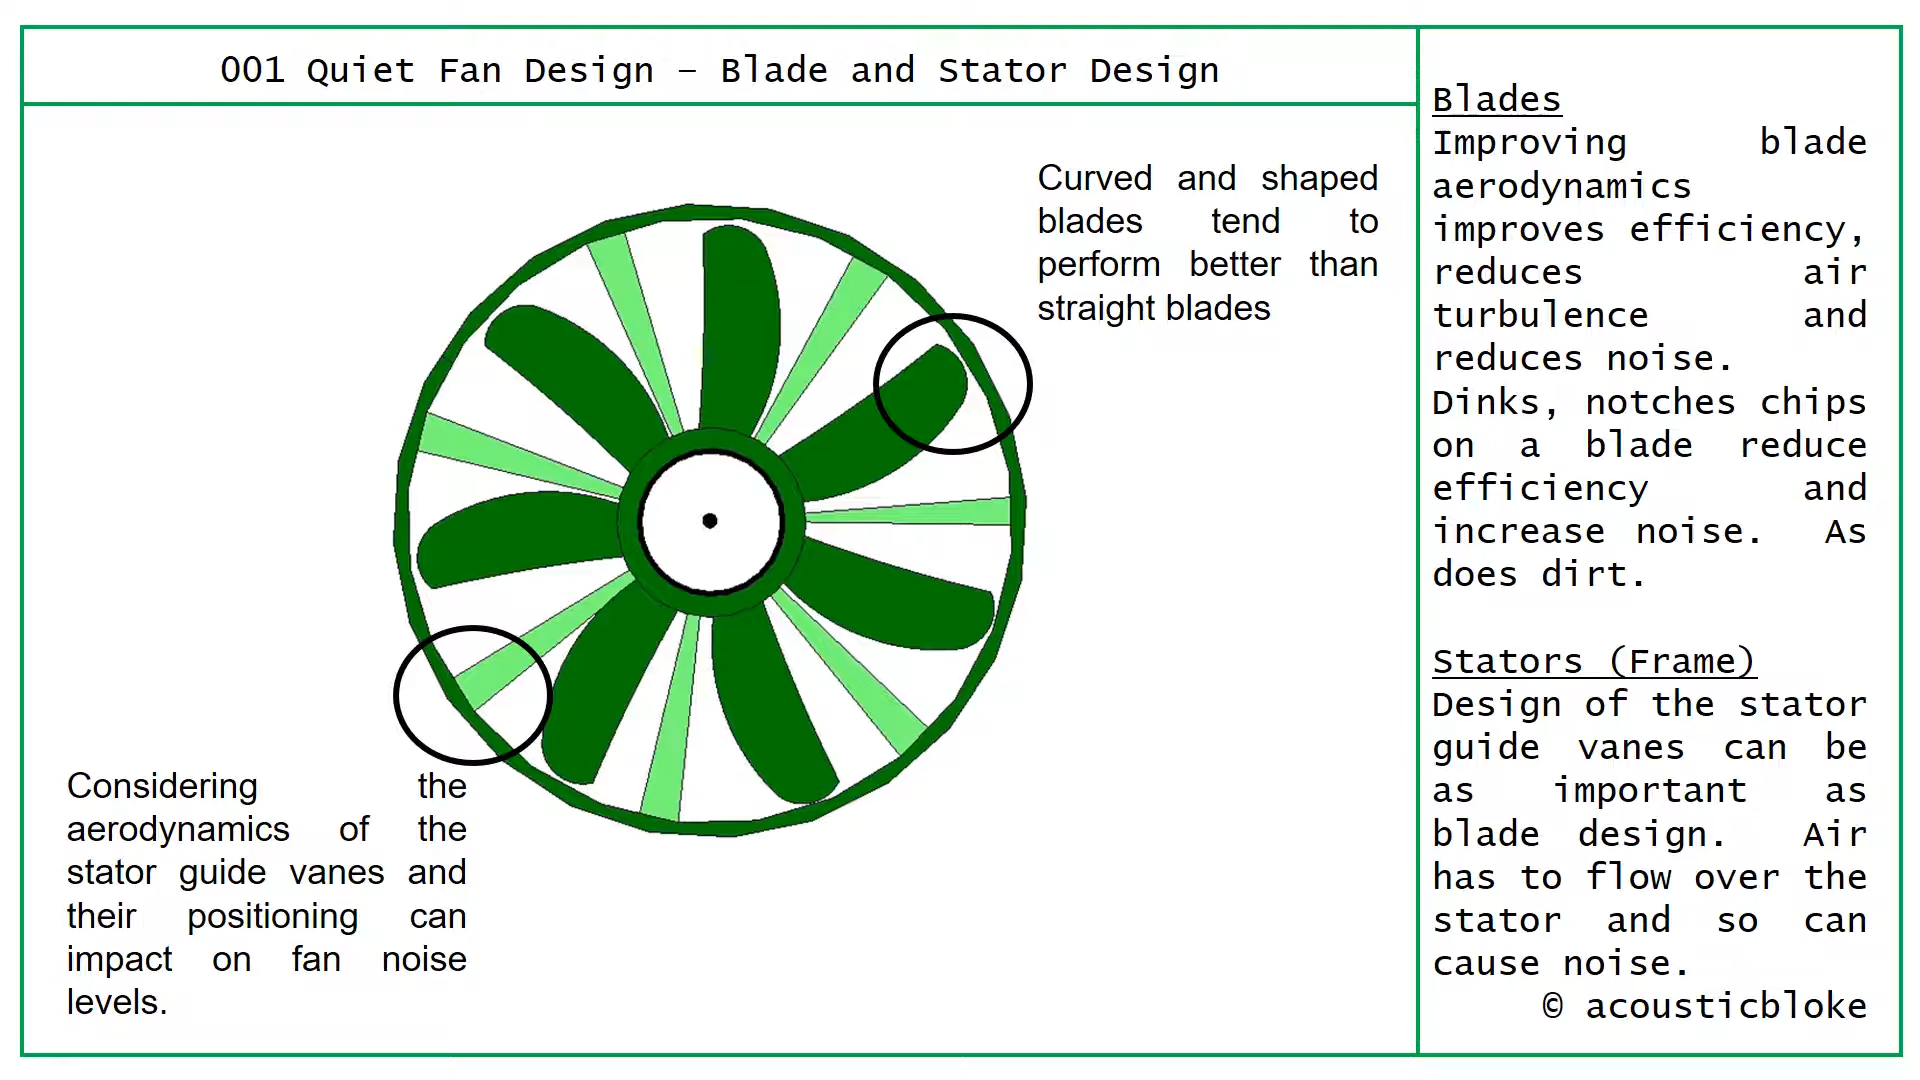 001 Quiet Fan Design – Blade and Stator Design
Curved and shaped
blades tend to
perform better than
straight blades
Considering the
aerodynamics of the
stator guide vanes and
their positioning can
impact on fan noise
levels.
Blades
Improving blade
aerodynamics
improves efficiency,
reduces air
turbulence and
reduces noise.
Dinks, notches chips
on a blade reduce
efficiency and
increase noise. As
does dirt.
Stators (Frame)
Design of the stator
guide vanes can be
as important as
blade design. Air
has to flow over the
stator and so can
cause noise.
© acousticbloke